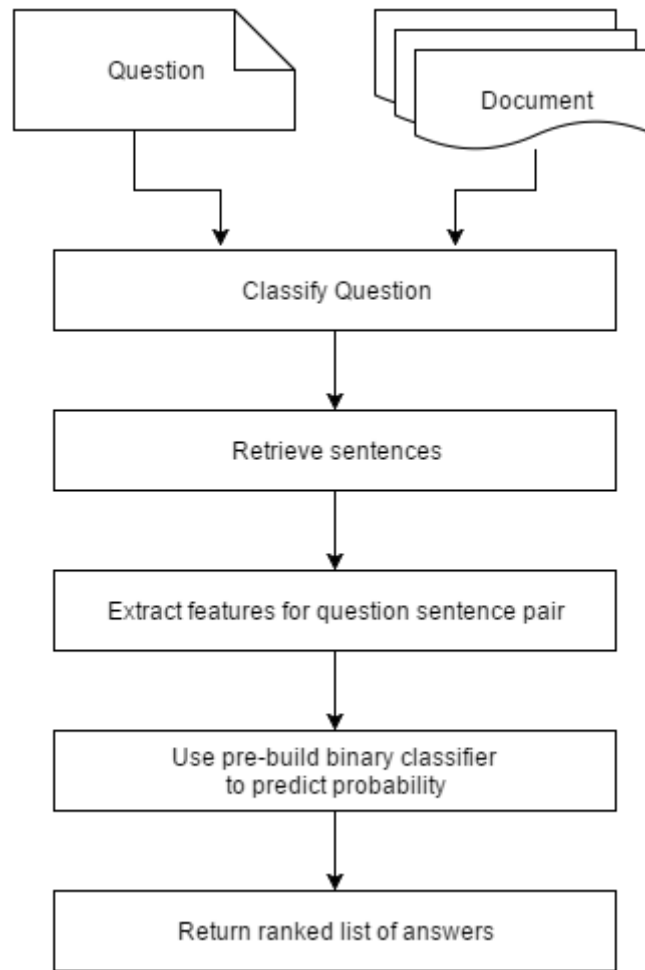 Question
Document
Classify Question
Retrieve sentences
Extract features for question sentence pair
Use pre-build binary classifier
to predict probability
Return ranked list of answers